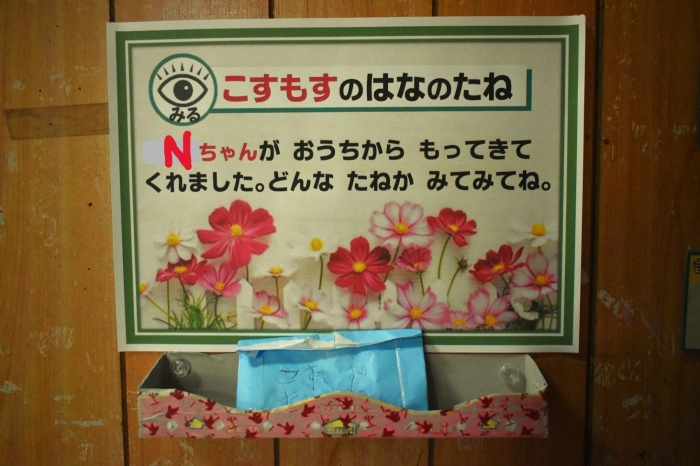 みる
こすもすのはなのたね
Nちゃんが おうちから もってきて
くれました。どんな たねか みてみてね。